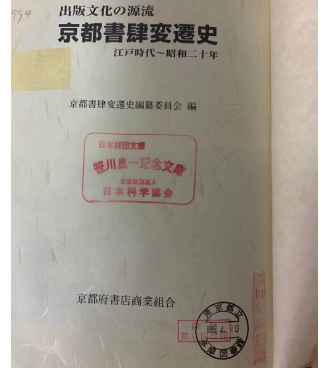 994
出版文化の源流
京都書肆変遷史
江戸時代〜昭和二十年
京都書肆変遷史編纂委員会 編
日本財団文庫
笹川良一記念文庫
日本科学協会
京都府書店商業組合